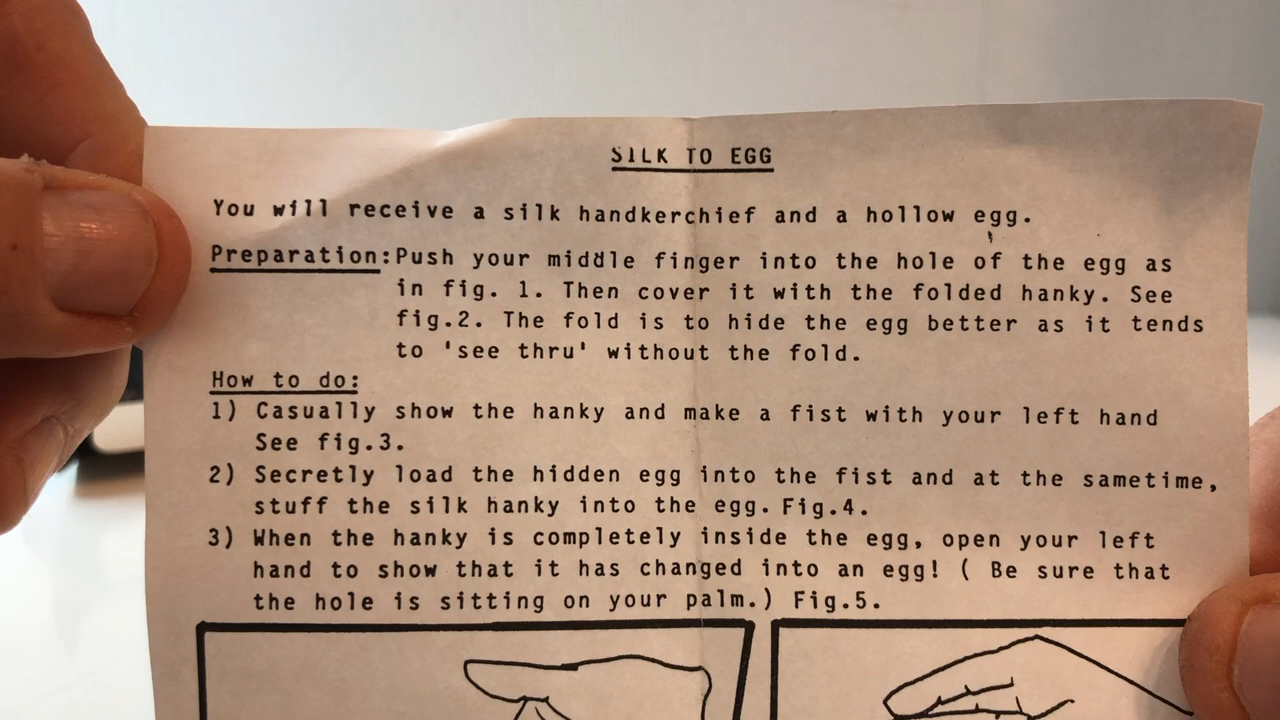 SILK TO EGG
You will receive a silk handkerchief and a hollow egg.
Preparation:Push your middle finger into the hole of the egg as
in fig. 1. Then cover it with the folded hanky. See
fig.2. The fold is to hide the egg better as it tends
to 'see thru' without the fold.
How to do:
1) Casually show the hanky and make a fist with your left hand
See fig.3.
2) Secretly load the hidden egg into the fist and at the sametime,
stuff the silk hanky into the egg. Fig.4.
3) When the hanky is completely inside the egg, open your left
hand to show that it has changed into an egg! ( Be sure that
the hole is sitting on your palm.) Fig.5.